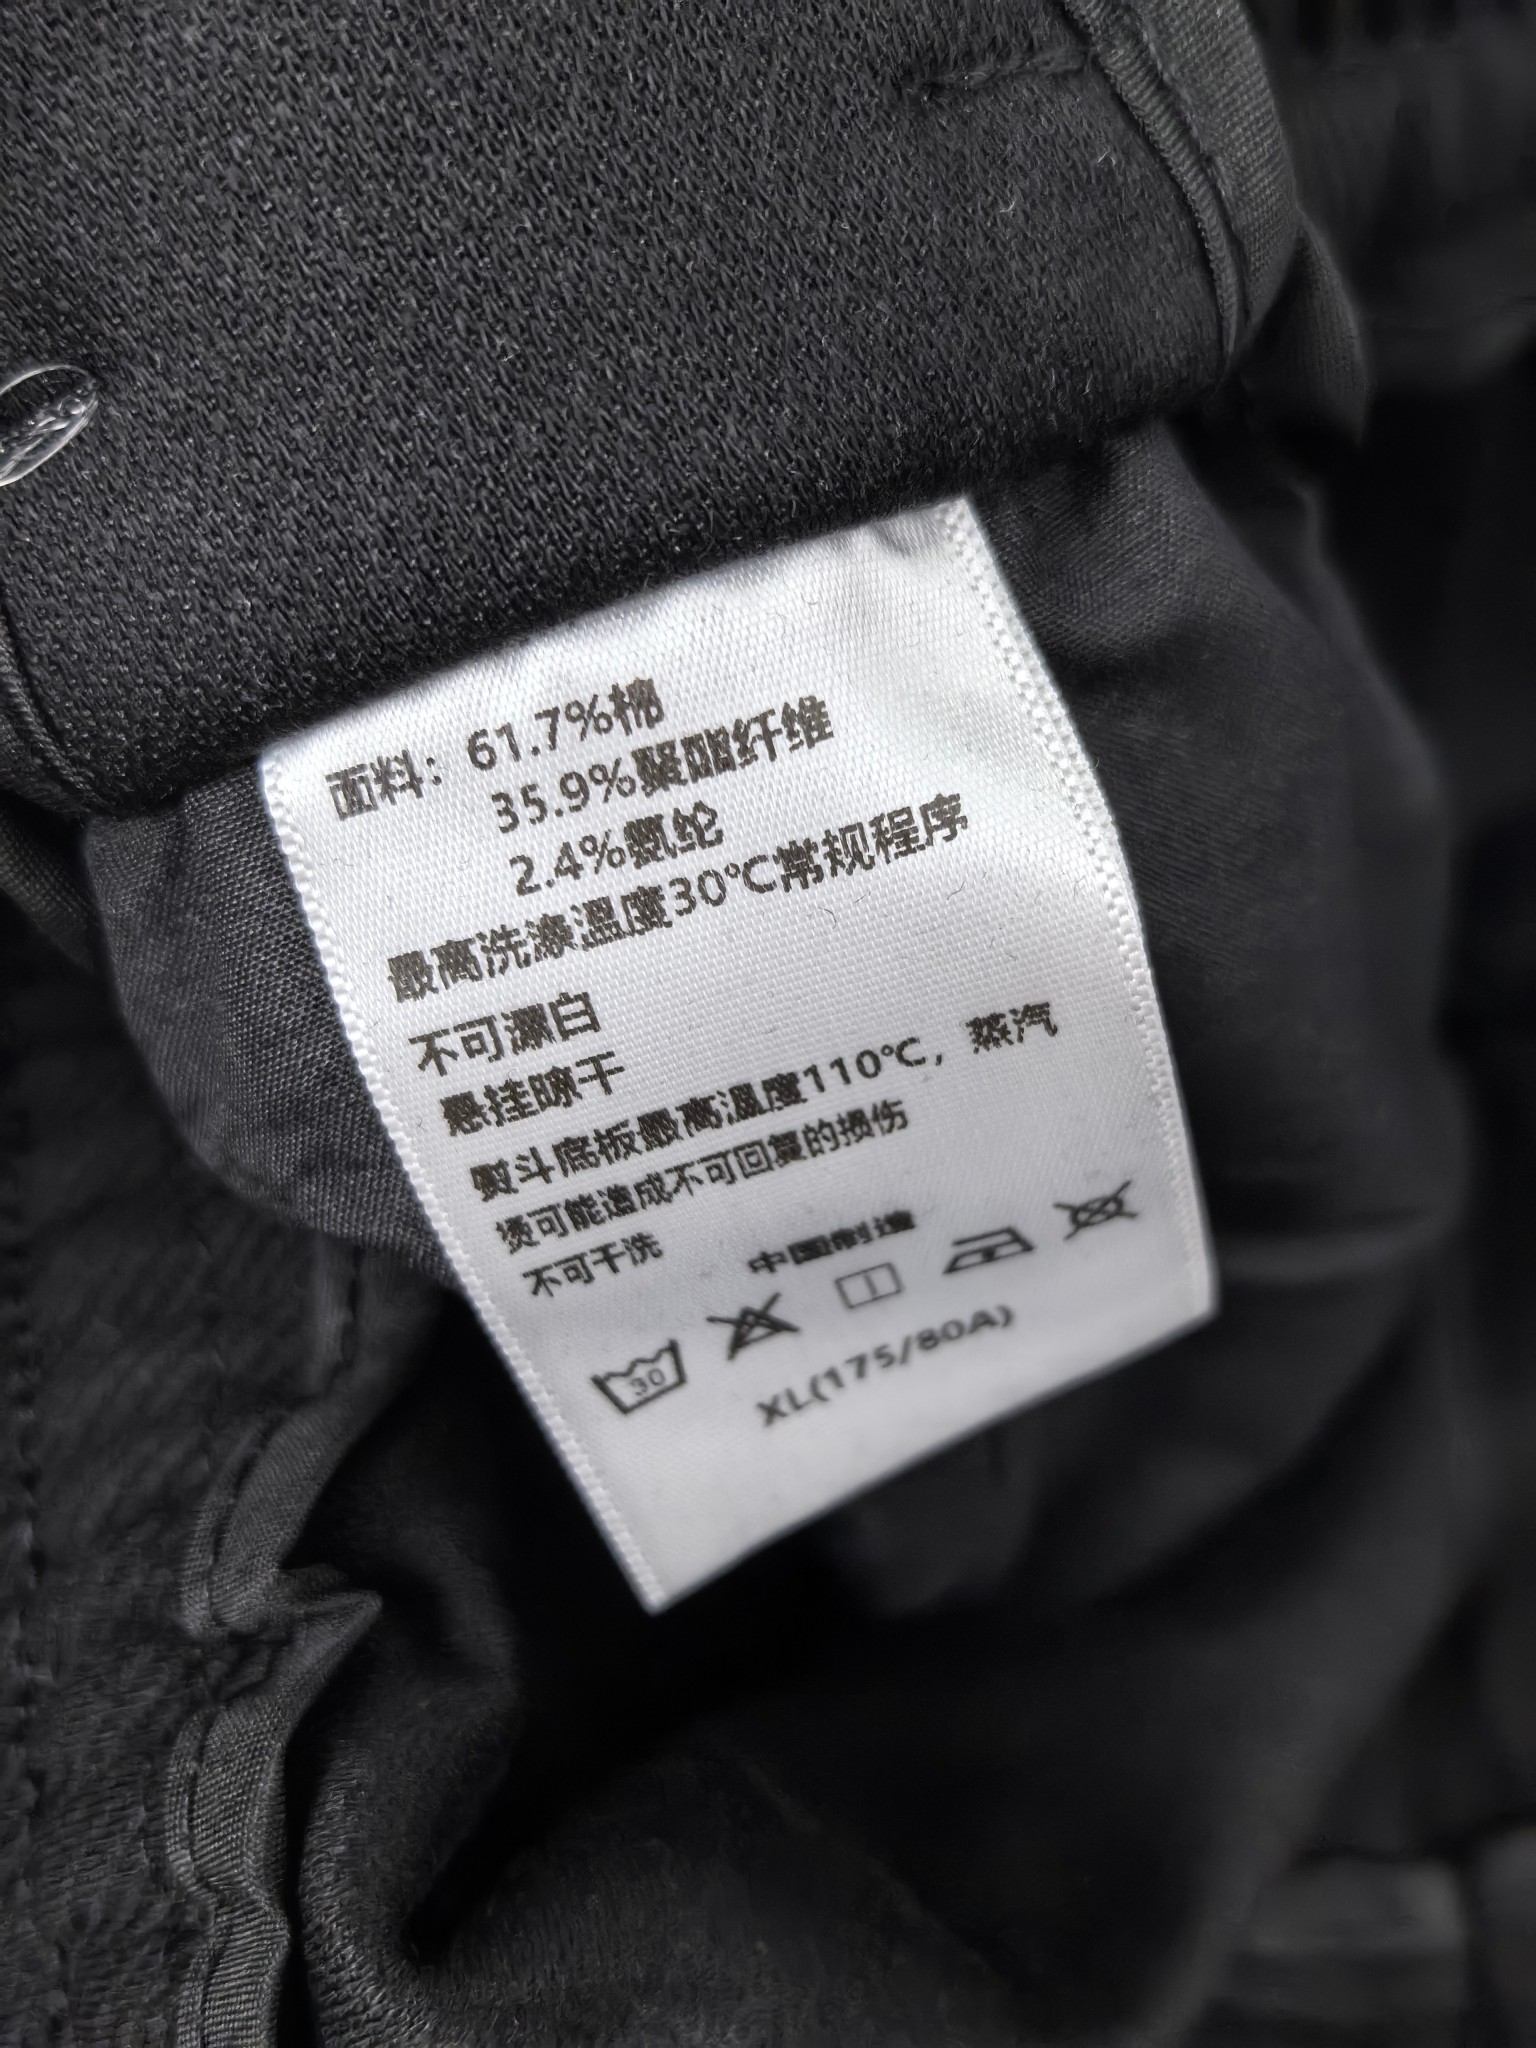 面料：61.7%棉
35.9%聚酯纤维
2.4%氨纶
最高洗涤温度30℃常规程序
不可漂白
悬挂晾干
熨斗底板最高温度110℃，蒸汽
烫可能造成不可回复的损伤
不可干洗
中国制造
30
XL(175/80A)